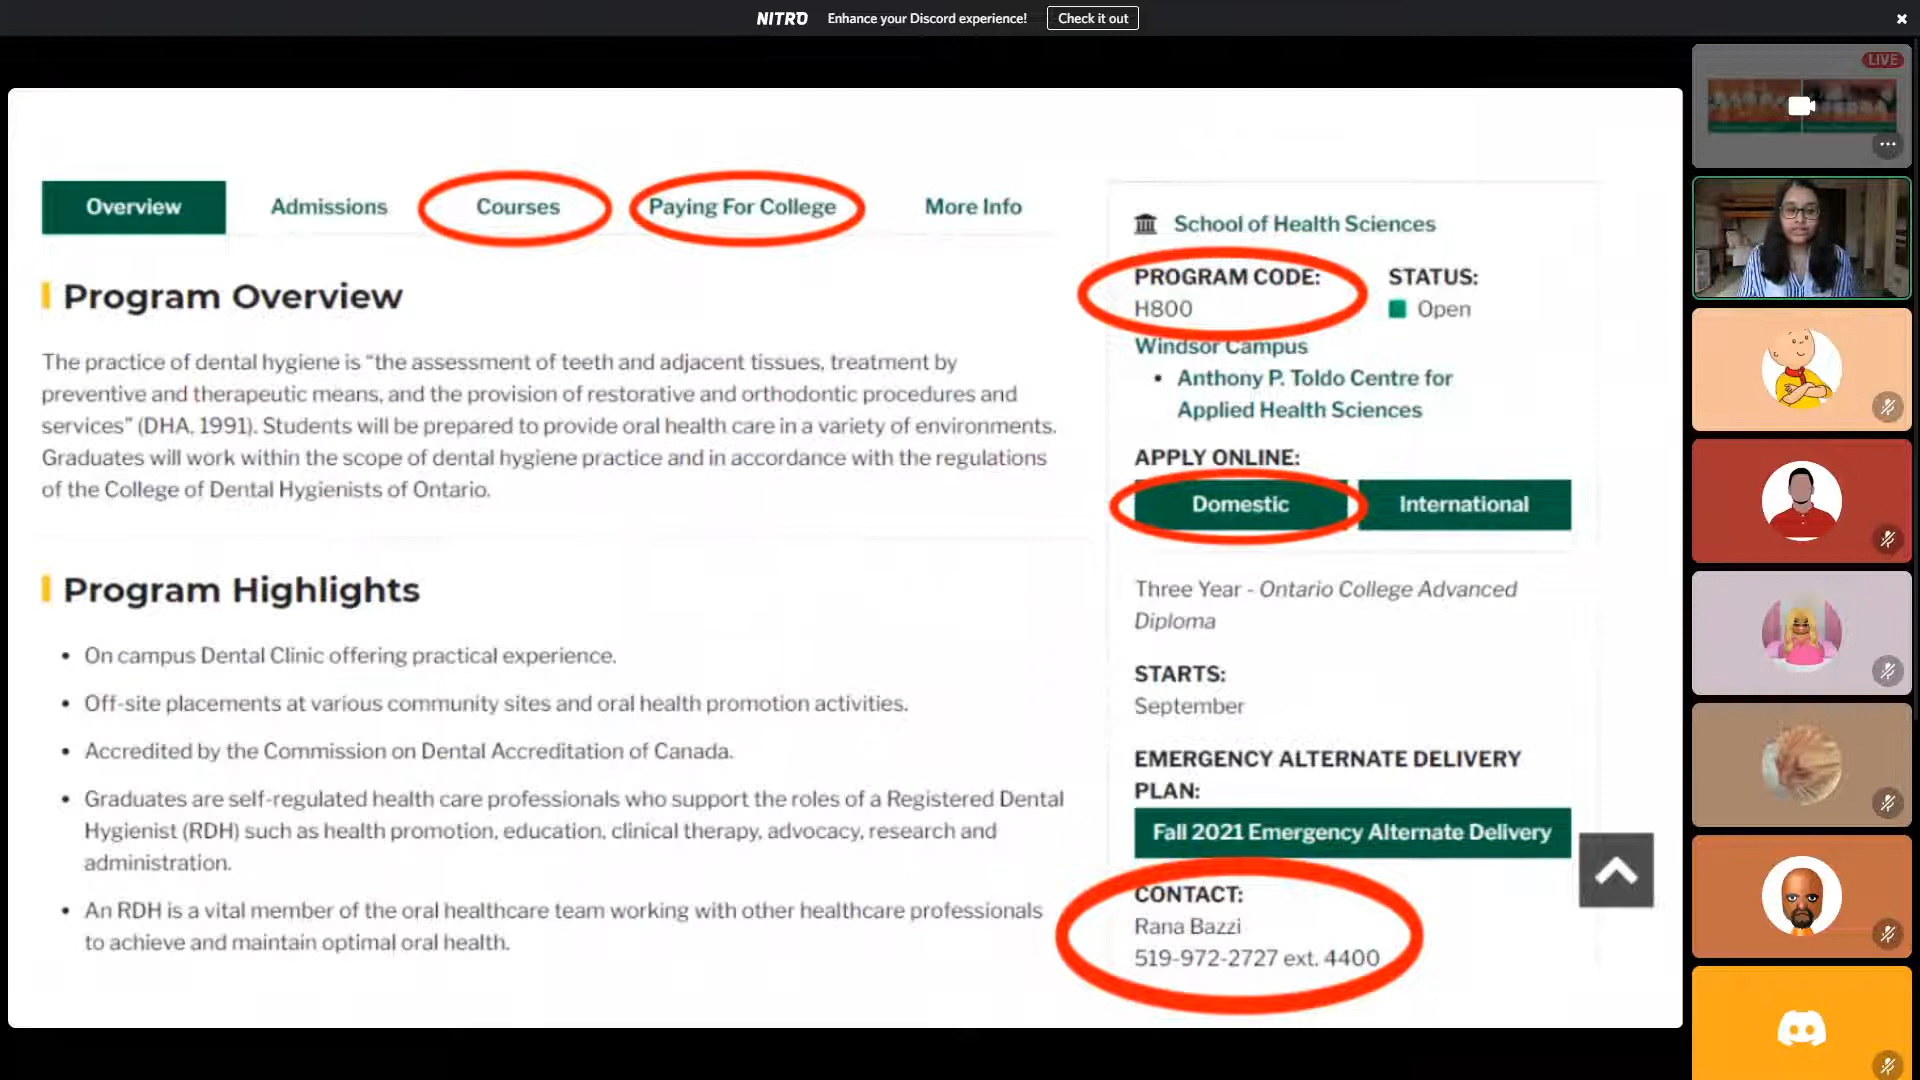 NITRO Enhance your Discord experience! Check it out
LIVE
Overview Admissions Courses Paying For College More Info
Program Overview
The practice of dental hygiene is “the assessment of teeth and adjacent tissues, treatment by
preventive and therapeutic means, and the provision of restorative and orthodontic procedures and
services” (DHA, 1991). Students will be prepared to provide oral health care in a variety of environments.
Graduates will work within the scope of dental hygiene practice and in accordance with the regulations
of the College of Dental Hygienists of Ontario.
Program Highlights
• On campus Dental Clinic offering practical experience.
• Off-site placements at various community sites and oral health promotion activities.
• Accredited by the Commission on Dental Accreditation of Canada.
• Graduates are self-regulated health care professionals who support the roles of a Registered Dental
Hygienist (RDH) such as health promotion, education, clinical therapy, advocacy, research and
administration.
• An RDH is a vital member of the oral healthcare team working with other healthcare professionals
to achieve and maintain optimal oral health.
School of Health Sciences
PROGRAM CODE: STATUS:
H800 Open
Windsor Campus
• Anthony P. Toldo Centre for
Applied Health Sciences
APPLY ONLINE:
Domestic International
Three Year - Ontario College Advanced
Diploma
STARTS:
September
EMERGENCY ALTERNATE DELIVERY
PLAN:
Fall 2021 Emergency Alternate Delivery
CONTACT:
Rana Bazzi
519-972-2727 ext. 4400